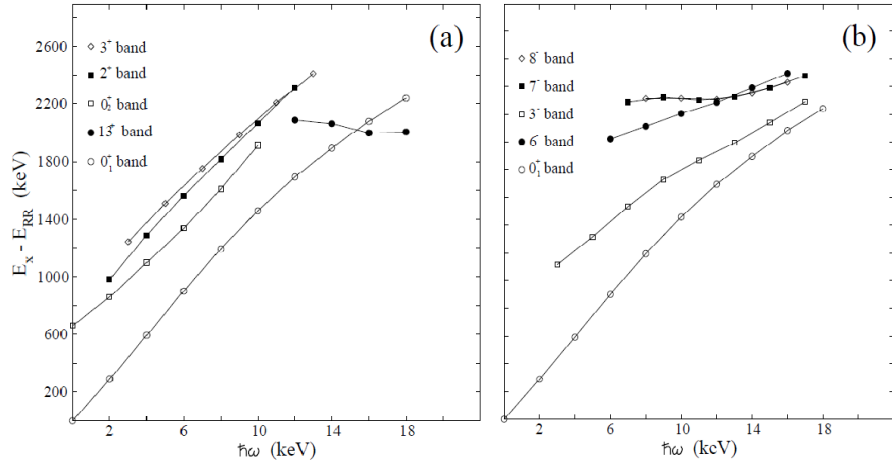 (a)
3⁺ band
2⁺ band
0₂⁺ band
13⁺ band
0₁⁺ band
2600
2200
1800
1400
1000
600
200
Eₓ - E_RR (keV)
2 6 10 14 18
ħω (keV)
(b)
8⁻ band
7⁻ band
3⁻ band
6⁻ band
0₁⁺ band
2 6 10 14 18
ħω (kcV)